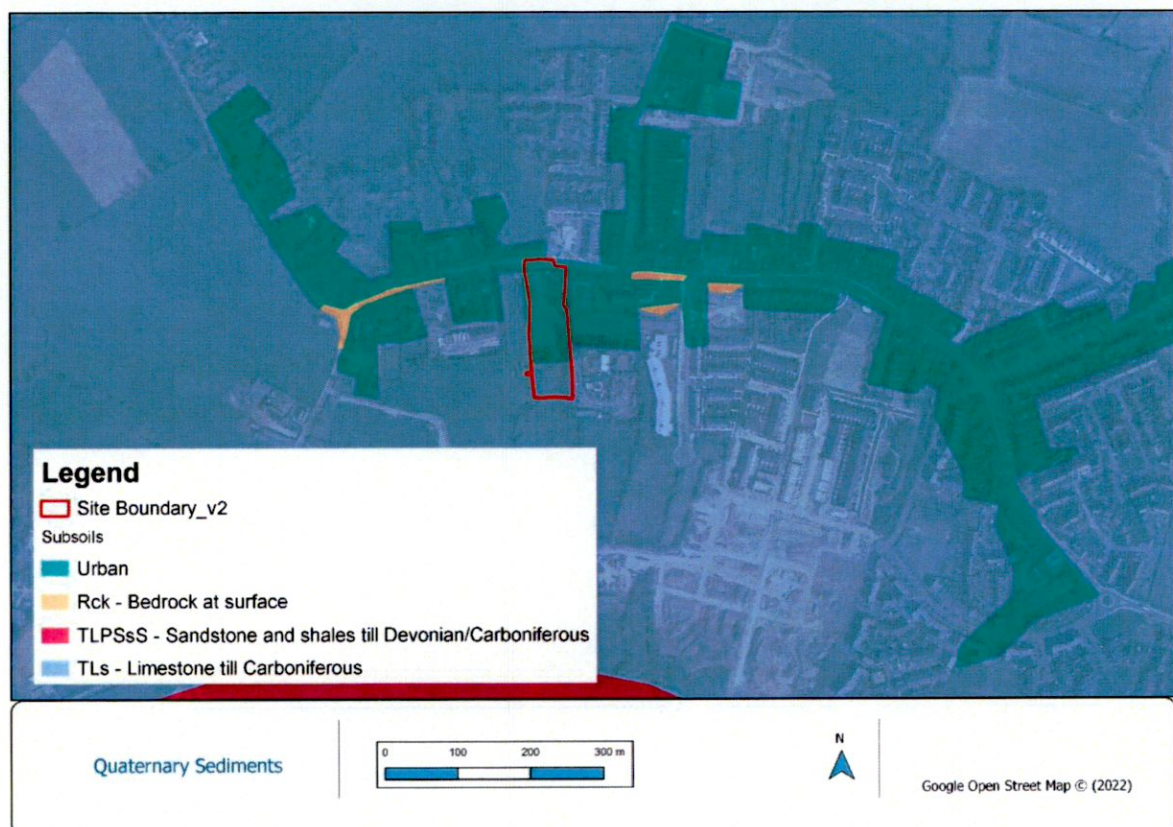 Legend
Site Boundary_v2
Subsoils
Urban
Rck - Bedrock at surface
TLPSsS - Sandstone and shales till Devonian/Carboniferous
TLs - Limestone till Carboniferous
Quaternary Sediments
0 100 200 300 m
N
Google Open Street Map © (2022)